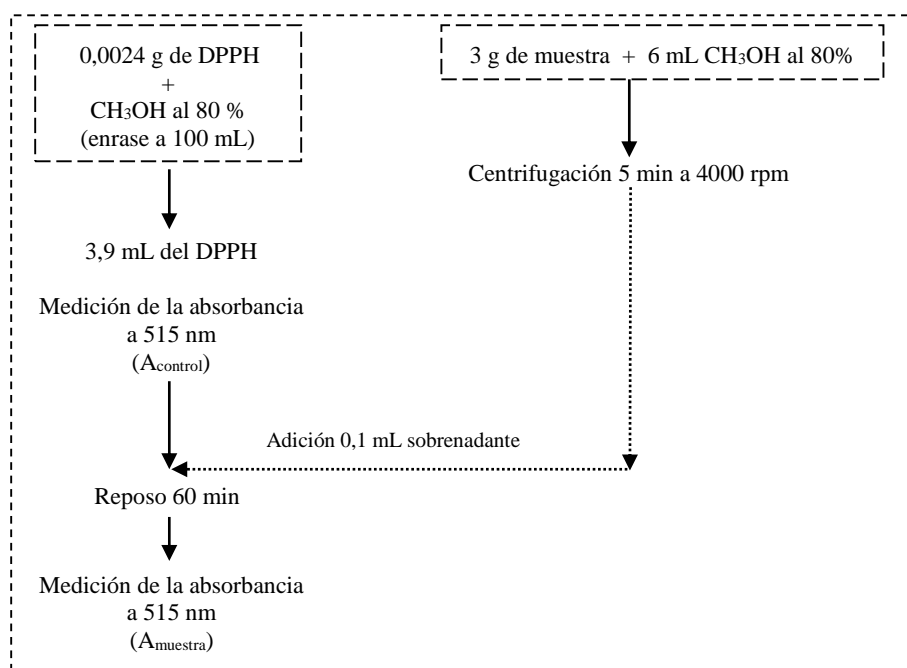 0,0024 g de DPPH
+
CH₃OH al 80 %
(enrase a 100 mL)
3 g de muestra + 6 mL CH₃OH al 80%
Centrifugación 5 min a 4000 rpm
3,9 mL del DPPH
Medición de la absorbancia
a 515 nm
(Acontrol)
Adición 0,1 mL sobrenadante
Reposo 60 min
Medición de la absorbancia
a 515 nm
(Amuestra)